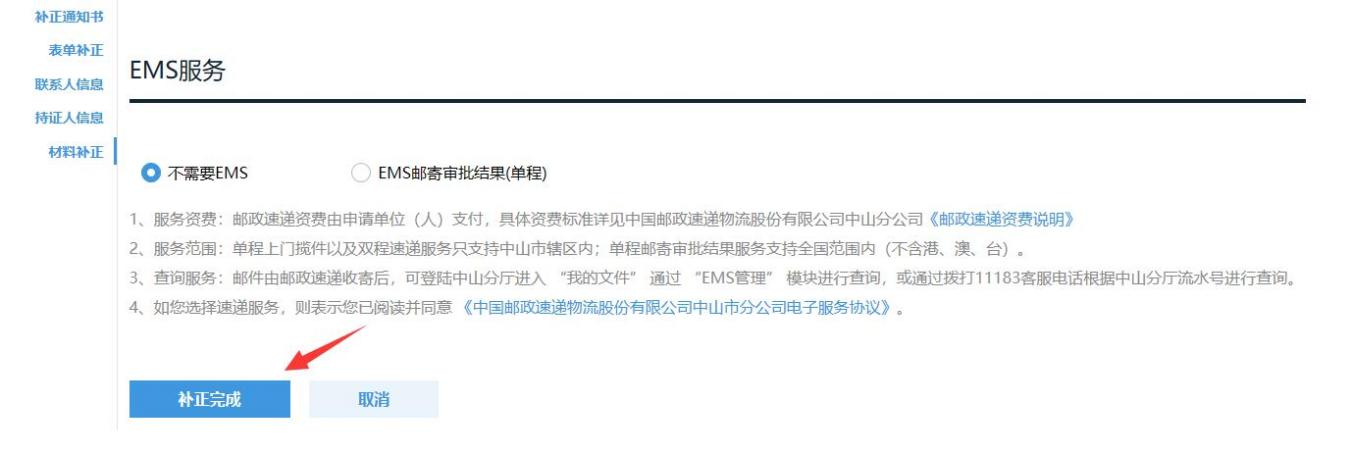 补正通知书
表单补正
联系人信息
持证人信息
材料补正
EMS服务
不需要EMS
EMS邮寄审批结果(单程)
1、服务资费：邮政速递资费由申请单位（人）支付，具体资费标准详见中国邮政速递物流股份有限公司中山分公司《邮政速递资费说明》
2、服务范围：单程上门揽件以及双程速递服务只支持中山市辖区内；单程邮寄审批结果服务支持全国范围内（不含港、澳、台）.
3、查询服务：邮件由邮政速递收寄后，可登陆中山分厅进入 “我的文件” 通过 “EMS管理” 模块进行查询，或通过拨打11183客服电话根据中山分厅流水号进行查询。
4、如您选择速递服务，则表示您已阅读并同意 《中国邮政速递物流股份有限公司中山市分公司电子服务协议》.
补正完成
取消